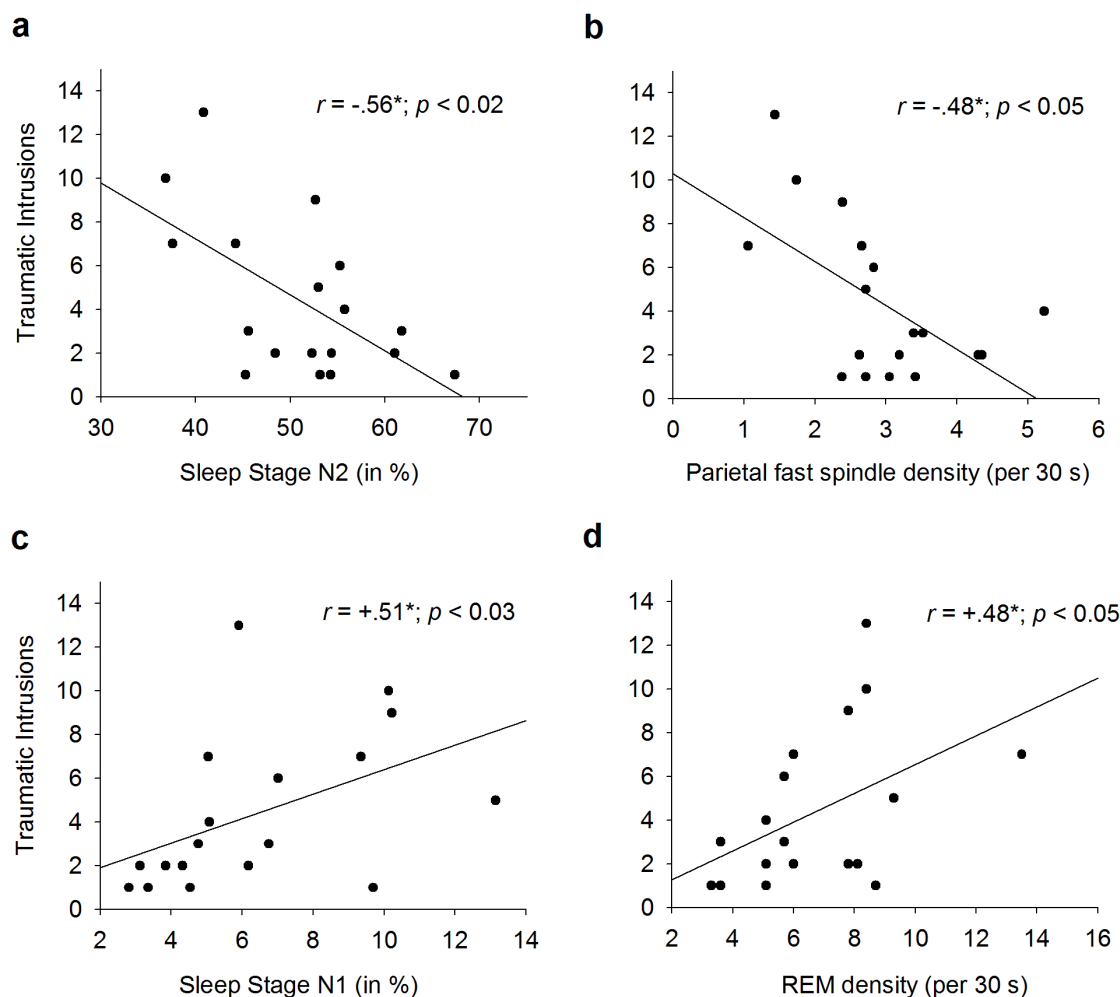 a
r = -.56*; p < 0.02
14
12
10
8
6
4
2
0
Traumatic Intrusions
30 40 50 60 70
Sleep Stage N2 (in %)
b
r = -.48*; p < 0.05
14
12
10
8
6
4
2
0
0 1 2 3 4 5 6
Parietal fast spindle density (per 30 s)
c
r = +.51*; p < 0.03
14
12
10
8
6
4
2
0
Traumatic Intrusions
2 4 6 8 10 12 14
Sleep Stage N1 (in %)
d
r = +.48*; p < 0.05
14
12
10
8
6
4
2
0
2 4 6 8 10 12 14 16
REM density (per 30 s)